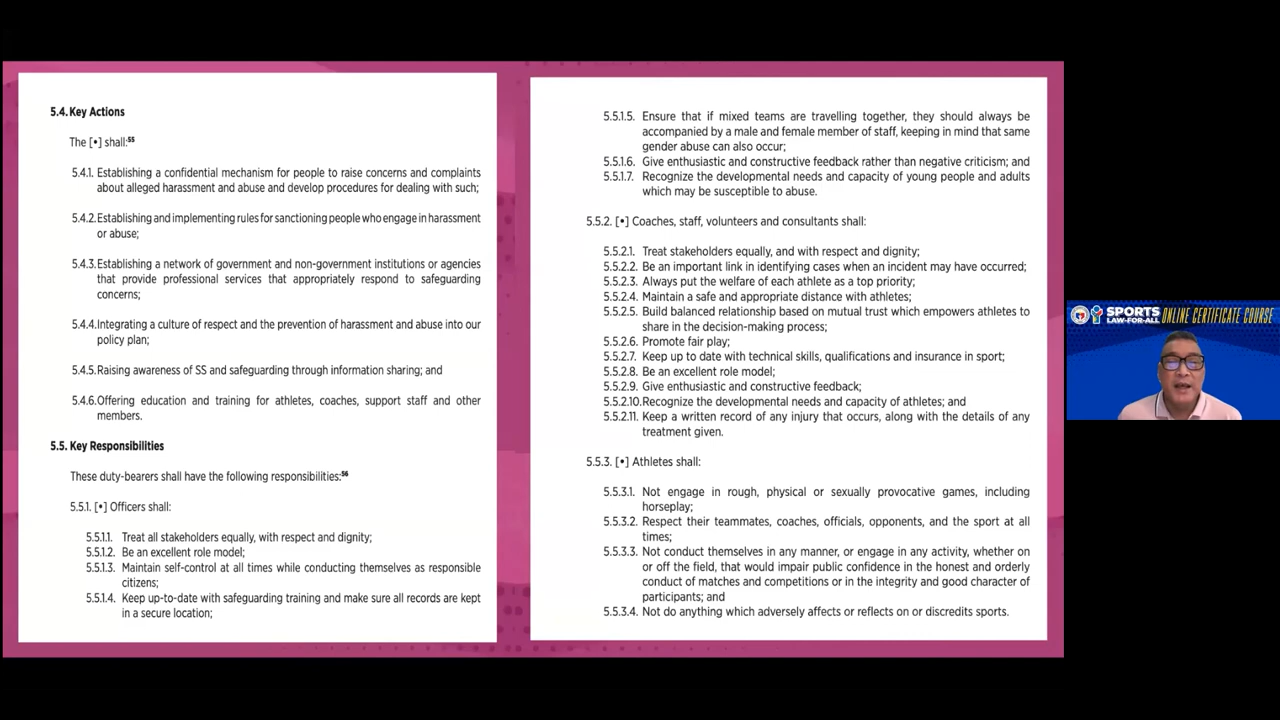 5.4. Key Actions
The [•] shall:55
5.4.1. Establishing a confidential mechanism for people to raise concerns and complaints
about alleged harassment and abuse and develop procedures for dealing with such;
5.4.2. Establishing and implementing rules for sanctioning people who engage in harassment
or abuse;
5.4.3. Establishing a network of government and non-government institutions or agencies
that provide professional services that appropriately respond to safeguarding
concerns;
5.4.4. Integrating a culture of respect and the prevention of harassment and abuse into our
policy plan;
5.4.5. Raising awareness of SS and safeguarding through information sharing; and
5.4.6. Offering education and training for athletes, coaches, support staff and other
members.
5.5. Key Responsibilities
These duty-bearers shall have the following responsibilities:56
5.5.1. [•] Officers shall:
5.5.1.1. Treat all stakeholders equally, with respect and dignity;
5.5.1.2. Be an excellent role model;
5.5.1.3. Maintain self-control at all times while conducting themselves as responsible
citizens;
5.5.1.4. Keep up-to-date with safeguarding training and make sure all records are kept
in a secure location;
5.5.1.5. Ensure that if mixed teams are travelling together, they should always be
accompanied by a male and female member of staff, keeping in mind that same
gender abuse can also occur;
5.5.1.6. Give enthusiastic and constructive feedback rather than negative criticism; and
5.5.1.7. Recognize the developmental needs and capacity of young people and adults
which may be susceptible to abuse.
5.5.2. [•] Coaches, staff, volunteers and consultants shall:
5.5.2.1. Treat stakeholders equally, and with respect and dignity;
5.5.2.2. Be an important link in identifying cases when an incident may have occurred;
5.5.2.3. Always put the welfare of each athlete as a top priority;
5.5.2.4. Maintain a safe and appropriate distance with athletes;
5.5.2.5. Build balanced relationship based on mutual trust which empowers athletes to
share in the decision-making process;
5.5.2.6. Promote fair play;
5.5.2.7. Keep up to date with technical skills, qualifications and insurance in sport;
5.5.2.8. Be an excellent role model;
5.5.2.9. Give enthusiastic and constructive feedback;
5.5.2.10. Recognize the developmental needs and capacity of athletes; and
5.5.2.11. Keep a written record of any injury that occurs, along with the details of any
treatment given.
5.5.3. [•] Athletes shall:
5.5.3.1. Not engage in rough, physical or sexually provocative games, including
horseplay;
5.5.3.2. Respect their teammates, coaches, officials, opponents, and the sport at all
times;
5.5.3.3. Not conduct themselves in any manner, or engage in any activity, whether on
or off the field, that would impair public confidence in the honest and orderly
conduct of matches and competitions or in the integrity and good character of
participants; and
5.5.3.4. Not do anything which adversely affects or reflects on or discredits sports.
SPORTS
LAW-FOR-ALL
ONLINE CERTIFICATE COURSE